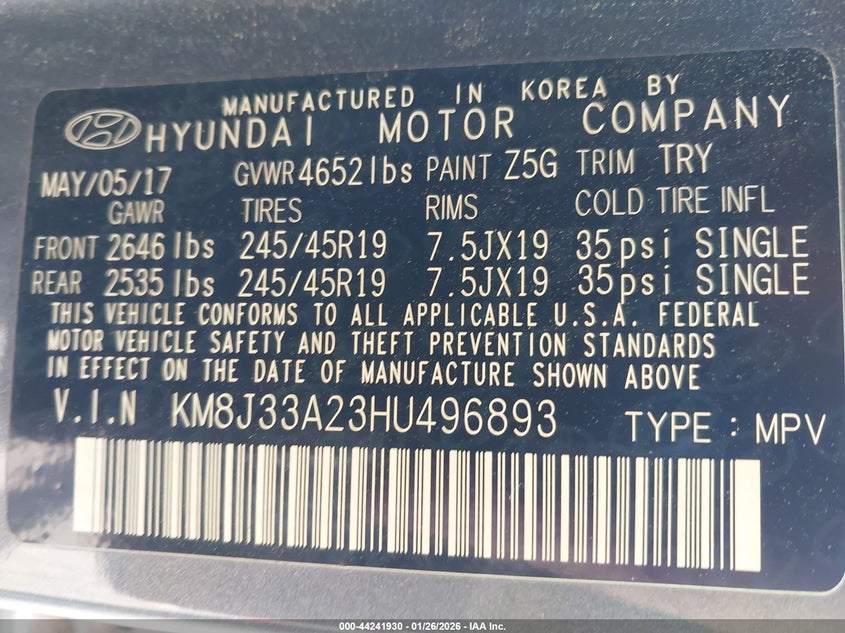 MANUFACTURED IN KOREA BY
HYUNDAI MOTOR COMPANY
MAY/05/17 GVWR 4652lbs PAINT Z5G TRIM TRY
GAWR TIRES RIMS COLD TIRE INFL
FRONT 2646 lbs 245/45R19 7.5JX19 35psi SINGLE
REAR 2535 lbs 245/45R19 7.5JX19 35psi SINGLE
THIS VEHICLE CONFORMS TO ALL APPLICABLE U.S.A. FEDERAL
MOTOR VEHICLE SAFETY AND THEFT PREVENTION STANDARDS
IN EFFECT ON THE DATE OF MANUFACTURE SHOWN ABOVE
V.I.N KM8J33A23HU496893 TYPE : MPV
000-44241930 - 01/26/2026 - IAA Inc.